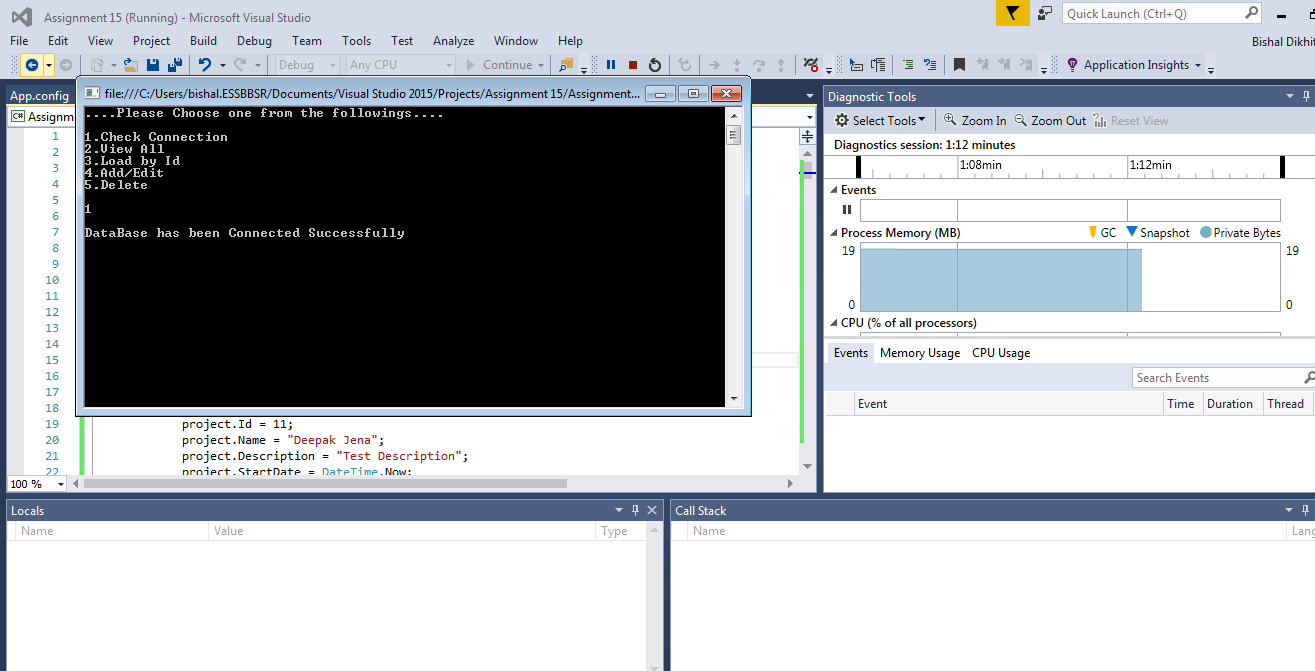 Assignment 15 (Running) - Microsoft Visual Studio
Quick Launch (Ctrl+Q)
File Edit View Project Build Debug Team Tools Test Analyze Window Help
Bishal Dikhit
Debug Any CPU Continue Application Insights
App.config
file:///C:/Users/bishal.ESSBBSR/Documents/Visual Studio 2015/Projects/Assignment 15/Assignment...
C# Assignm
....Please Choose one from the followings....
1.Check Connection
2.View All
3.Load by Id
4.Add/Edit
5.Delete
1
DataBase has been Connected Successfully
1
2
3
4
5
6
7
8
9
10
11
12
13
14
15
16
17
18
19 project.Id = 11;
20 project.Name = "Deepak Jena";
21 project.Description = "Test Description";
22 project.StartDate = DateTime.Now;
100 %
Diagnostic Tools
Select Tools Zoom In Zoom Out Reset View
Diagnostics session: 1:12 minutes
1:08min 1:12min
Events
Process Memory (MB) GC Snapshot Private Bytes
19 19
0 0
CPU (% of all processors)
Events Memory Usage CPU Usage
Search Events
Event Time Duration Thread
Locals
Name Value Type
Call Stack
Name Lang